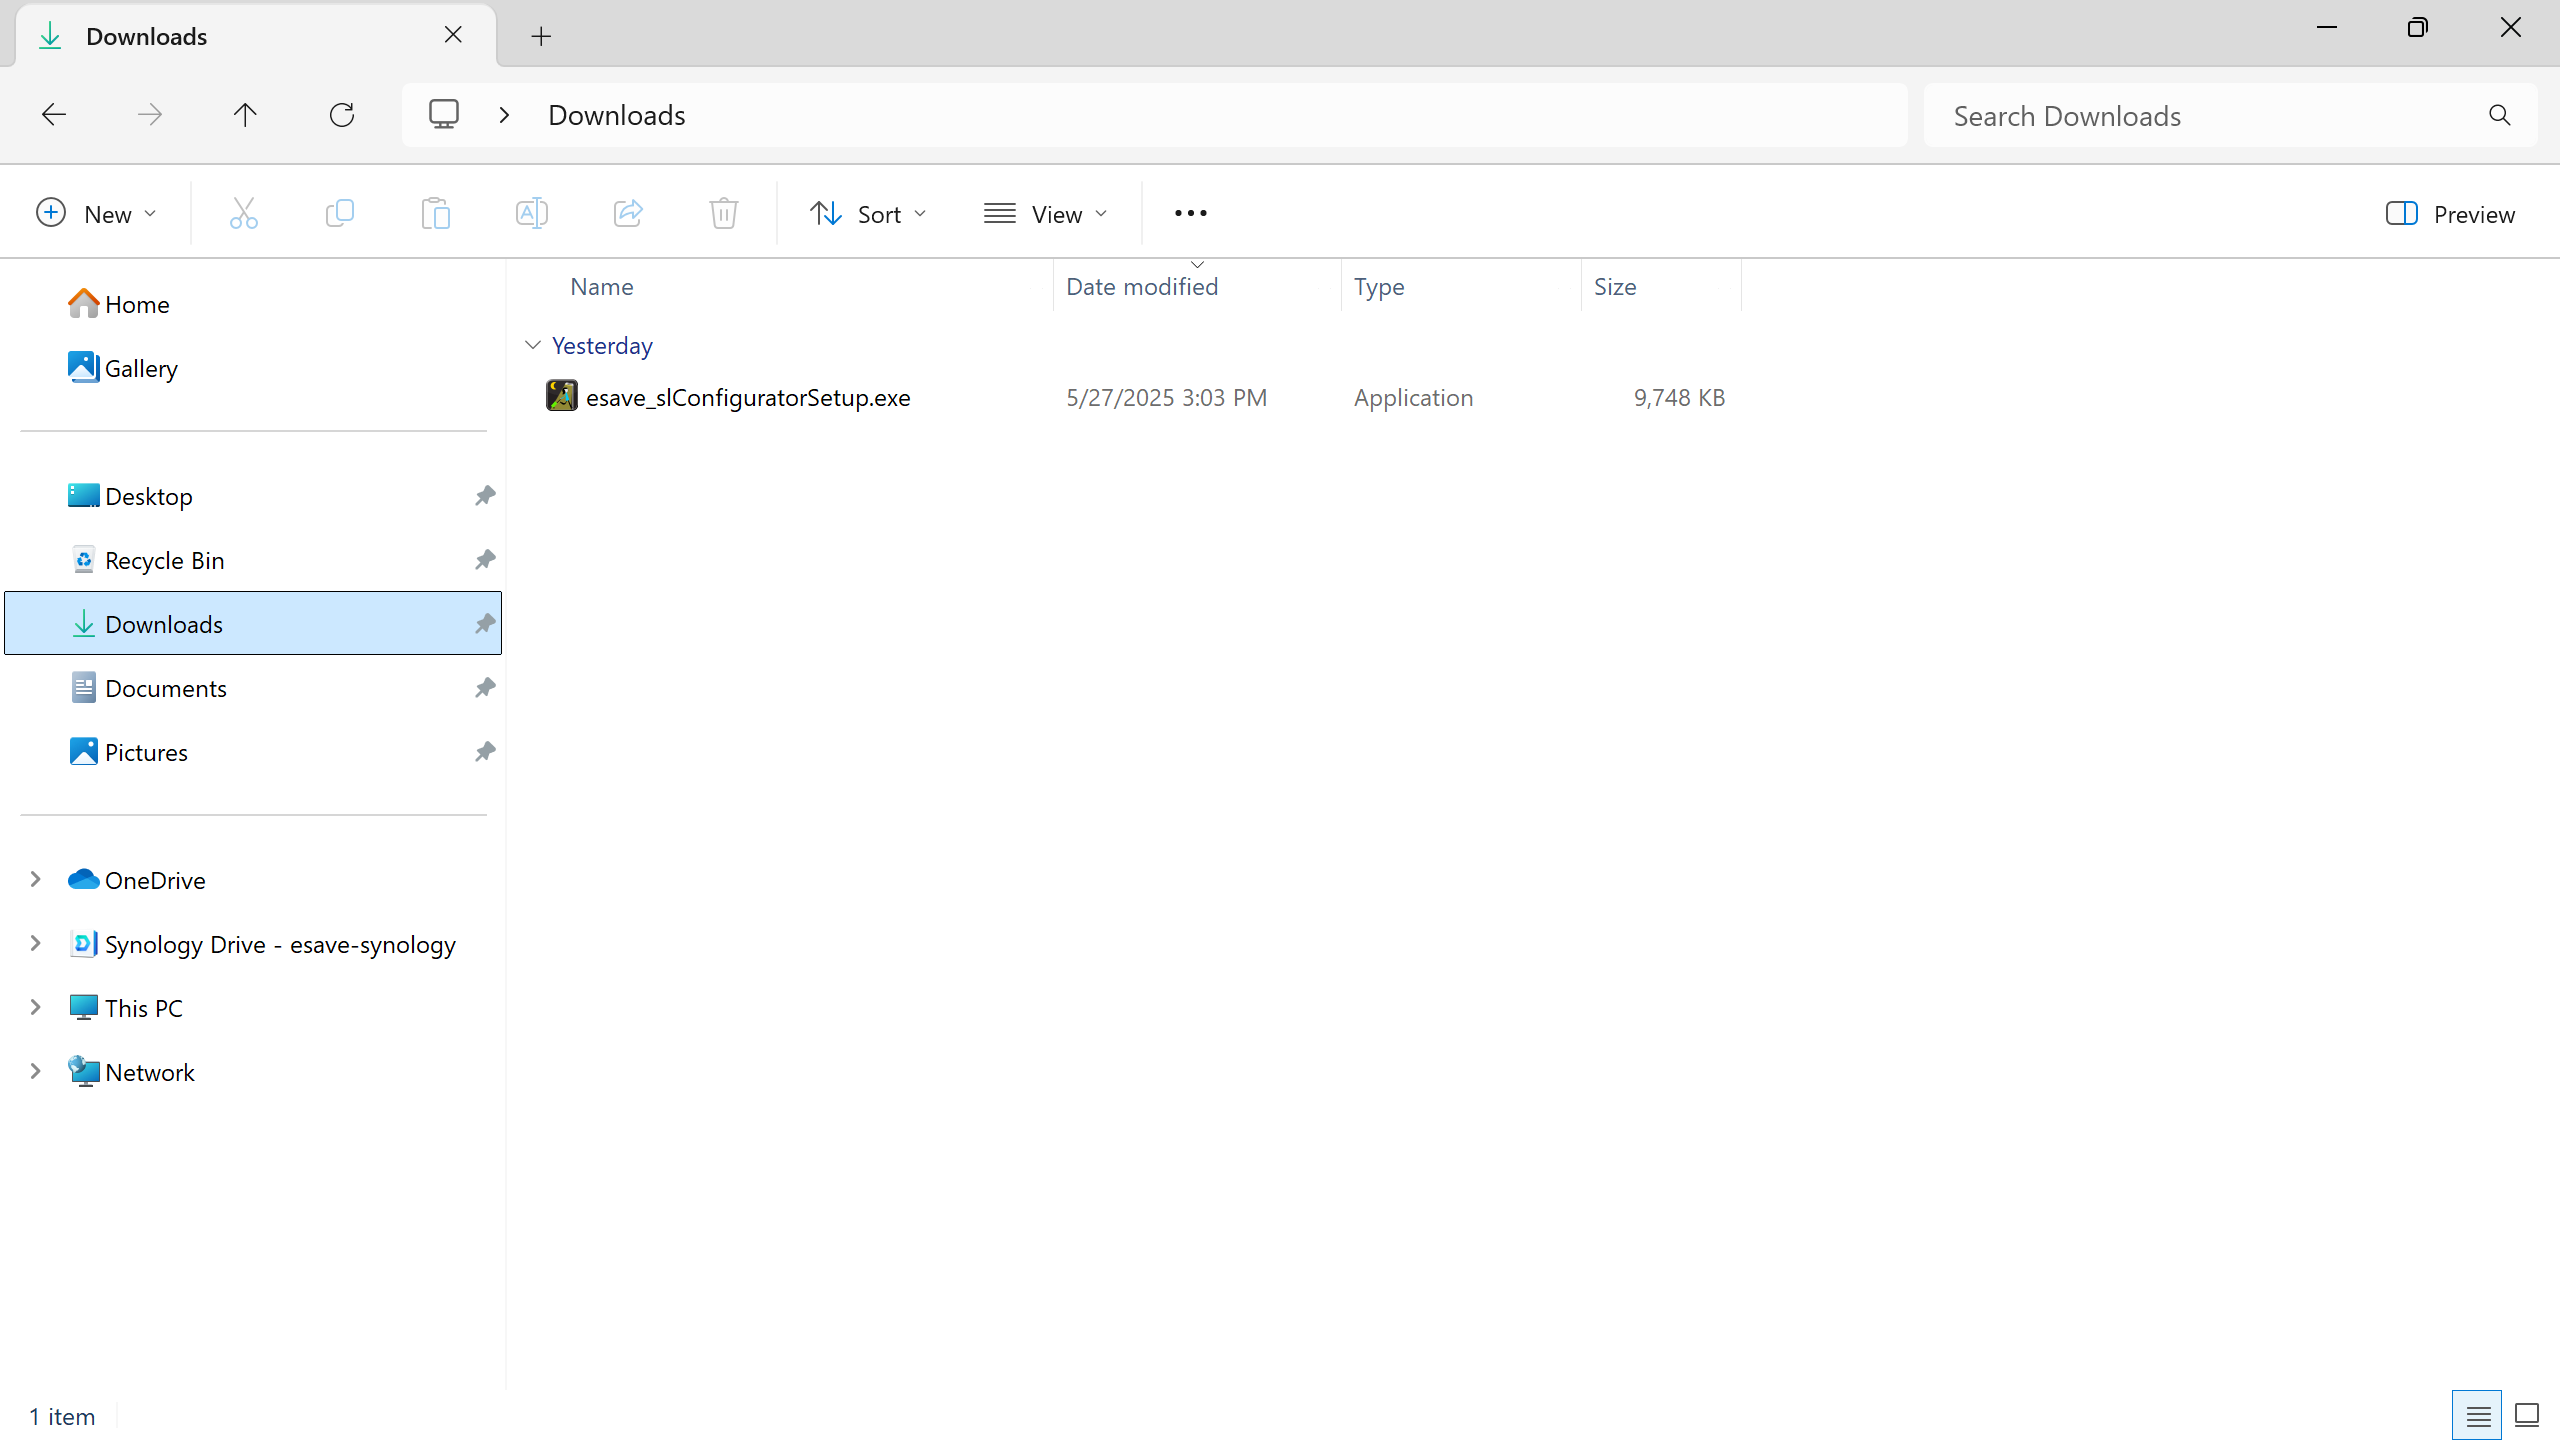 Downloads
Downloads
Search Downloads
New
Sort
View
Preview
Name
Date modified
Type
Size
Home
Gallery
Yesterday
esave_slConfiguratorSetup.exe
5/27/2025 3:03 PM
Application
9,748 KB
Desktop
Recycle Bin
Downloads
Documents
Pictures
OneDrive
Synology Drive - esave-synology
This PC
Network
1 item